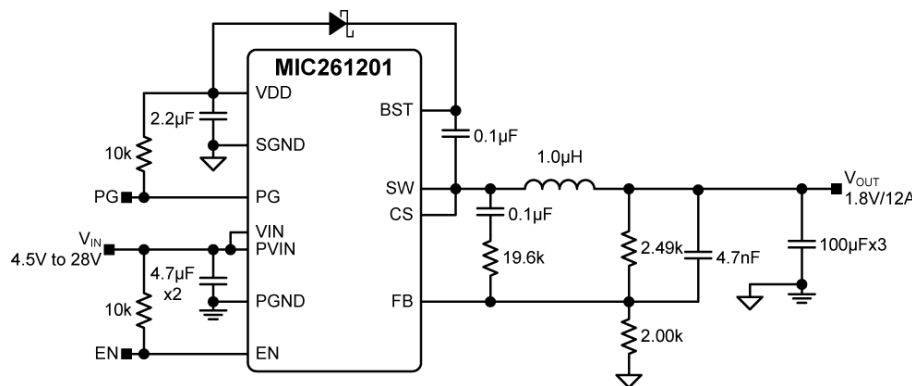 MIC261201
VDD
2.2µF
BST
SGND
0.1µF
10k
1.0µH
PG
PG
SW
VOUT
1.8V/12A
CS
0.1µF
VIN
VIN
4.5V to 28V
PVIN
2.49k
4.7nF
100µFx3
19.6k
4.7µF
x2
10k
PGND
FB
2.00k
EN
EN